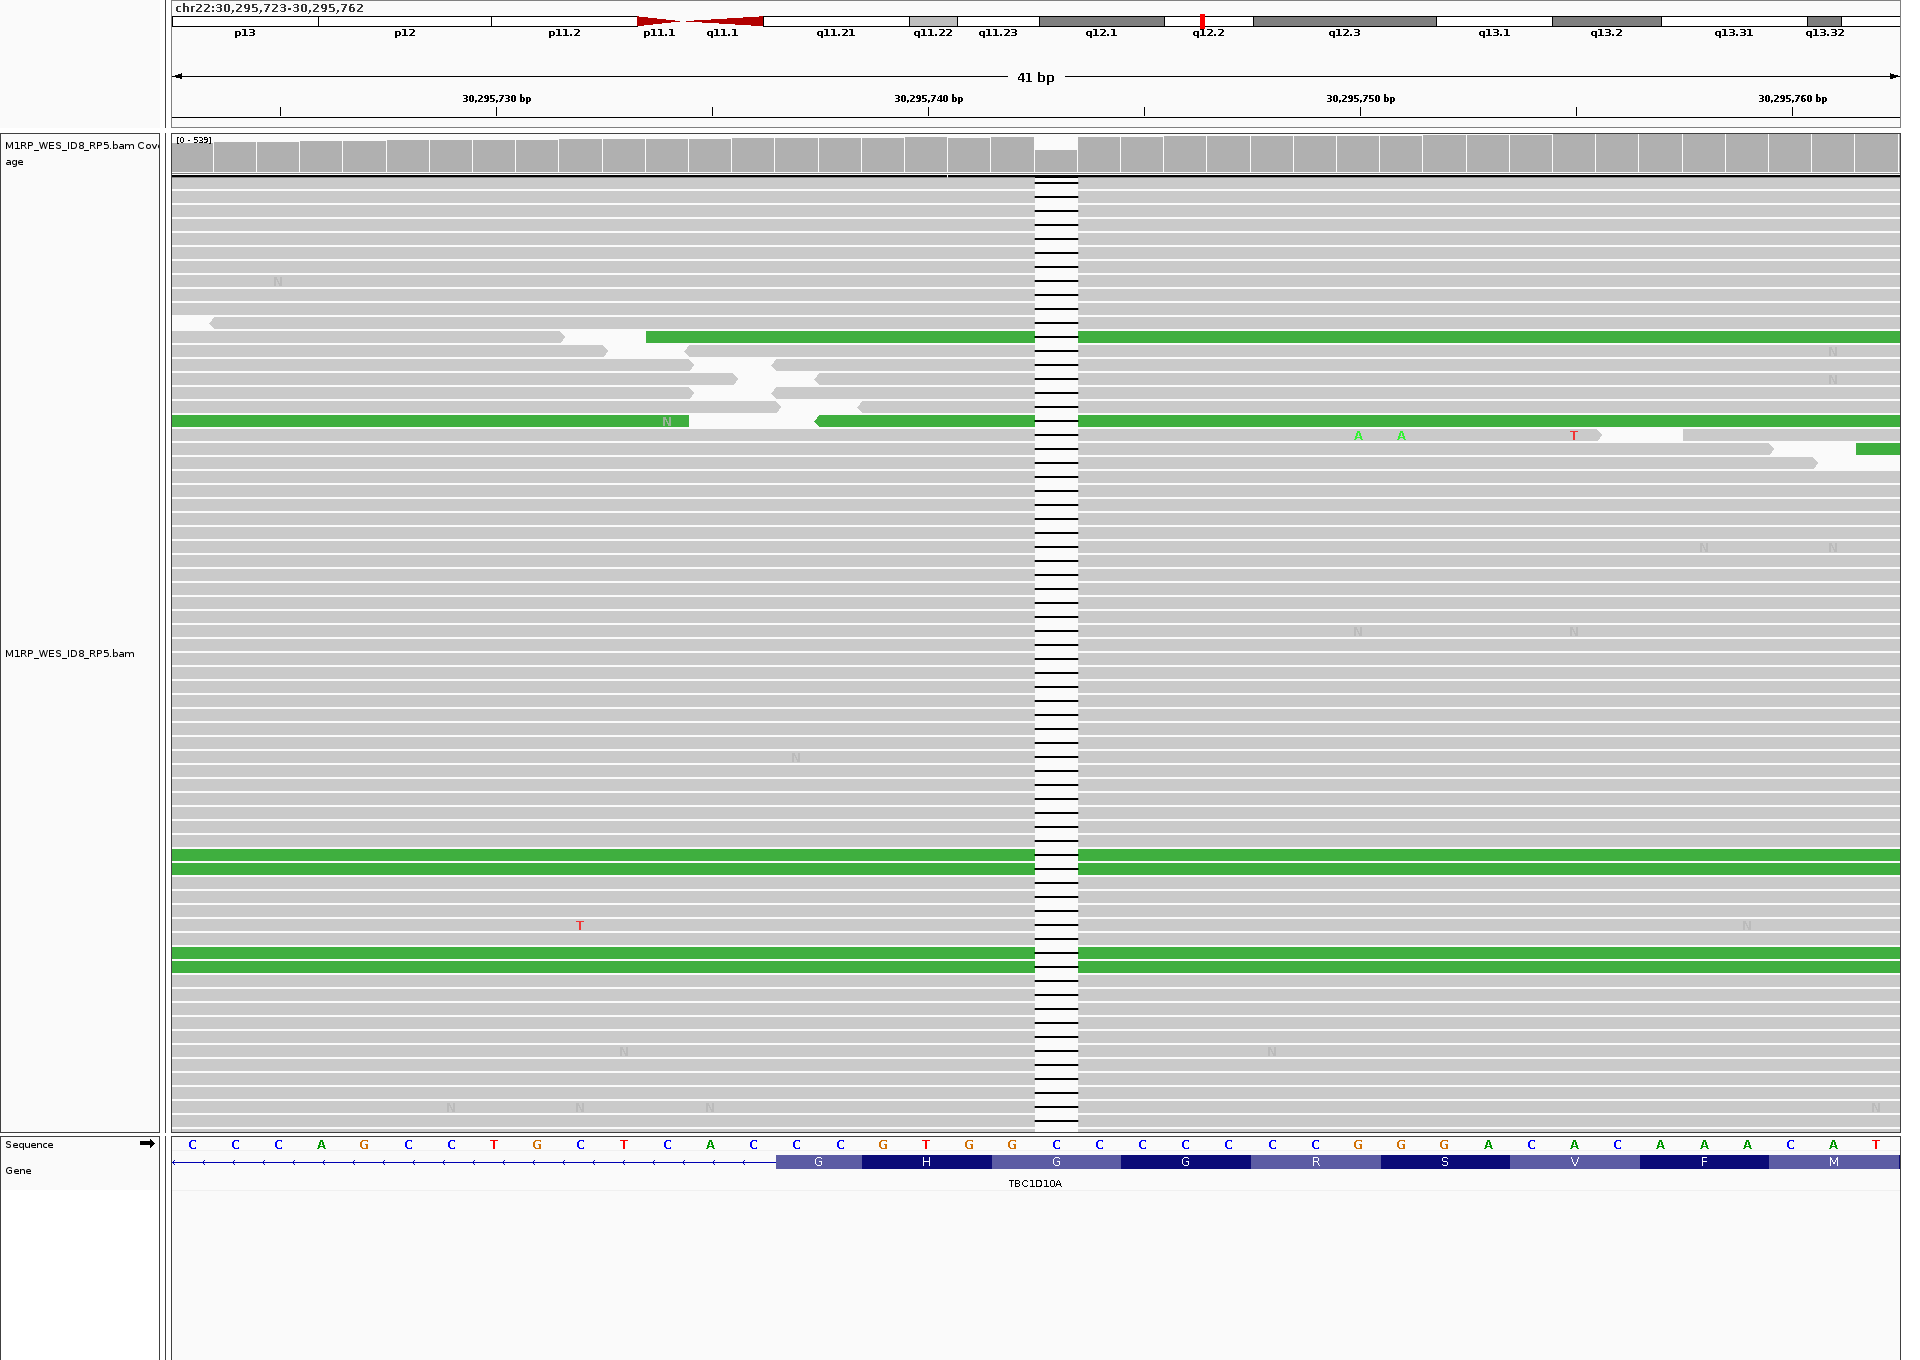 chr22:30,295,723-30,295,762
p13 p12 p11.2 p11.1 q11.1 q11.21 q11.22 q11.23 q12.1 q12.2 q12.3 q13.1 q13.2 q13.31 q13.32
41 bp
30,295,730 bp 30,295,740 bp 30,295,750 bp 30,295,760 bp
M1RP_WES_ID8_RP5.bam Cov
age
[0 - 539]
N
N
N
N
A A T
N N
N N
M1RP_WES_ID8_RP5.bam
N
T N
N N
N N N N
Sequence C C C A G C C T G C T C A C C C G T G G C C C C C C C G G G A C A C A A A C A T
Gene G H G G R S V F M
TBC1D10A